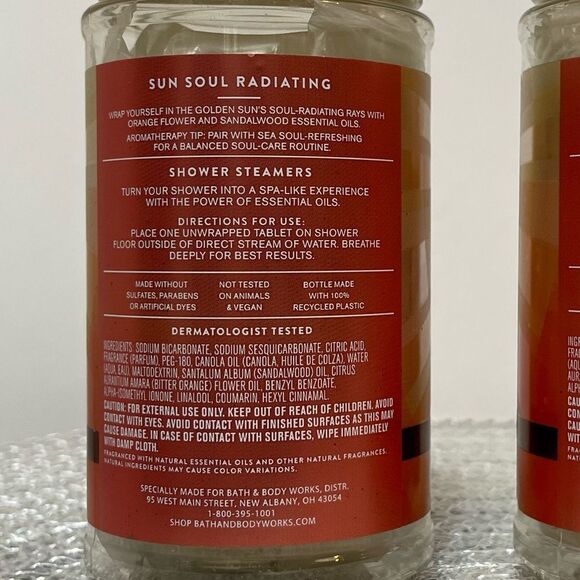 SUN SOUL RADIATING
WRAP YOURSELF IN THE GOLDEN SUN'S SOUL-RADIATING RAYS WITH
ORANGE FLOWER AND SANDALWOOD ESSENTIAL OILS.
AROMATHERAPY TIP: PAIR WITH SEA SOUL-REFRESHING
FOR A BALANCED SOUL-CARE ROUTINE.
SHOWER STEAMERS
TURN YOUR SHOWER INTO A SPA-LIKE EXPERIENCE
WITH THE POWER OF ESSENTIAL OILS.
DIRECTIONS FOR USE:
PLACE ONE UNWRAPPED TABLET ON SHOWER
FLOOR OUTSIDE OF DIRECT STREAM OF WATER. BREATHE
DEEPLY FOR BEST RESULTS.
MADE WITHOUT
SULFATES, PARABENS
OR ARTIFICIAL DYES
NOT TESTED
ON ANIMALS
& VEGAN
BOTTLE MADE
WITH 100%
RECYCLED PLASTIC
DERMATOLOGIST TESTED
INGREDIENTS: SODIUM BICARBONATE, SODIUM SESQUICARBONATE, CITRIC ACID,
FRAGRANCE (PARFUM), PEG-180, CANOLA OIL (CANOLA, HUILE DE COLZA), WATER
(AQUA, EAU), MALTODEXTRIN, SANTALUM ALBUM (SANDALWOOD) OIL, CITRUS
AURANTIUM AMARA (BITTER ORANGE) FLOWER OIL, BENZYL BENZOATE,
ALPHA-ISOMETHYL IONONE, LINALOOL, COUMARIN, HEXYL CINNAMAL.
CAUTION: FOR EXTERNAL USE ONLY. KEEP OUT OF REACH OF CHILDREN. AVOID
CONTACT WITH EYES. AVOID CONTACT WITH FINISHED SURFACES AS THIS MAY
CAUSE DAMAGE. IN CASE OF CONTACT WITH SURFACES, WIPE IMMEDIATELY
WITH DAMP CLOTH.
FRAGRANCED WITH NATURAL ESSENTIAL OILS AND OTHER NATURAL FRAGRANCES.
NATURAL INGREDIENTS MAY CAUSE COLOR VARIATIONS.
SPECIALLY MADE FOR BATH & BODY WORKS, DISTR.
95 WEST MAIN STREET, NEW ALBANY, OH 43054
1-800-395-1001
SHOP BATHANDBODYWORKS.COM